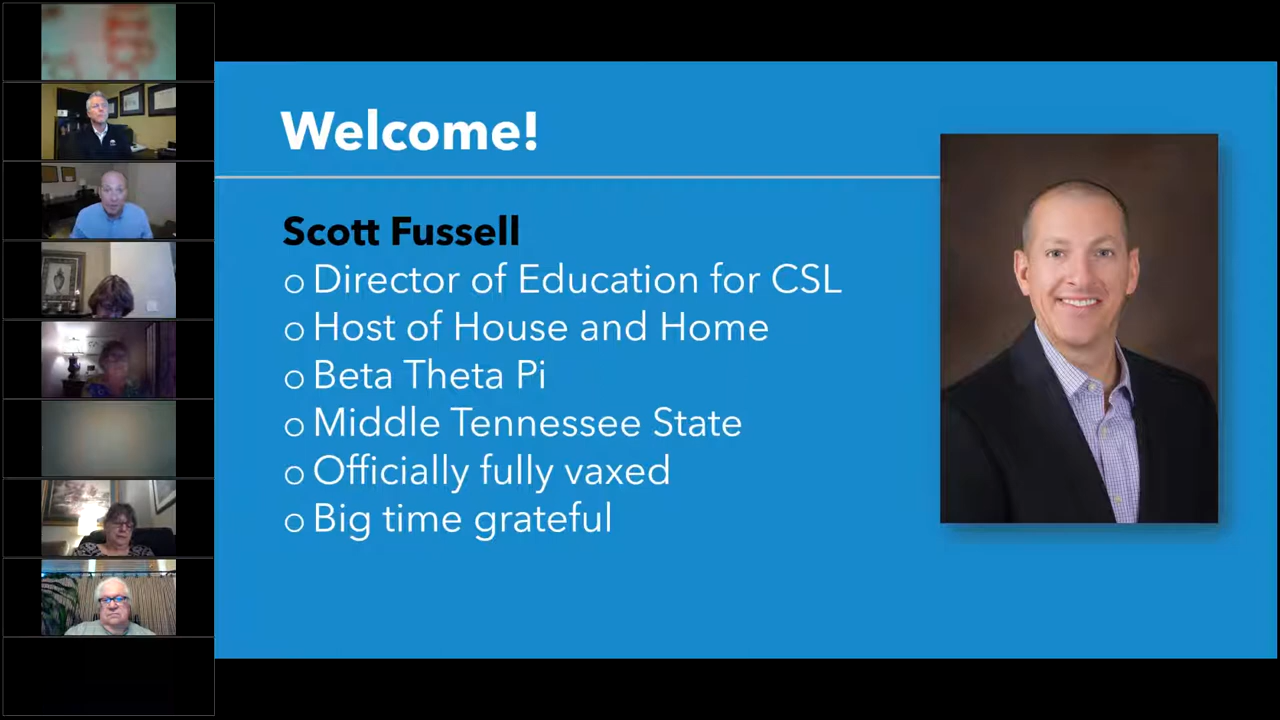 Welcome!
Scott Fussell
o Director of Education for CSL
o Host of House and Home
o Beta Theta Pi
o Middle Tennessee State
o Officially fully vaxed
o Big time grateful